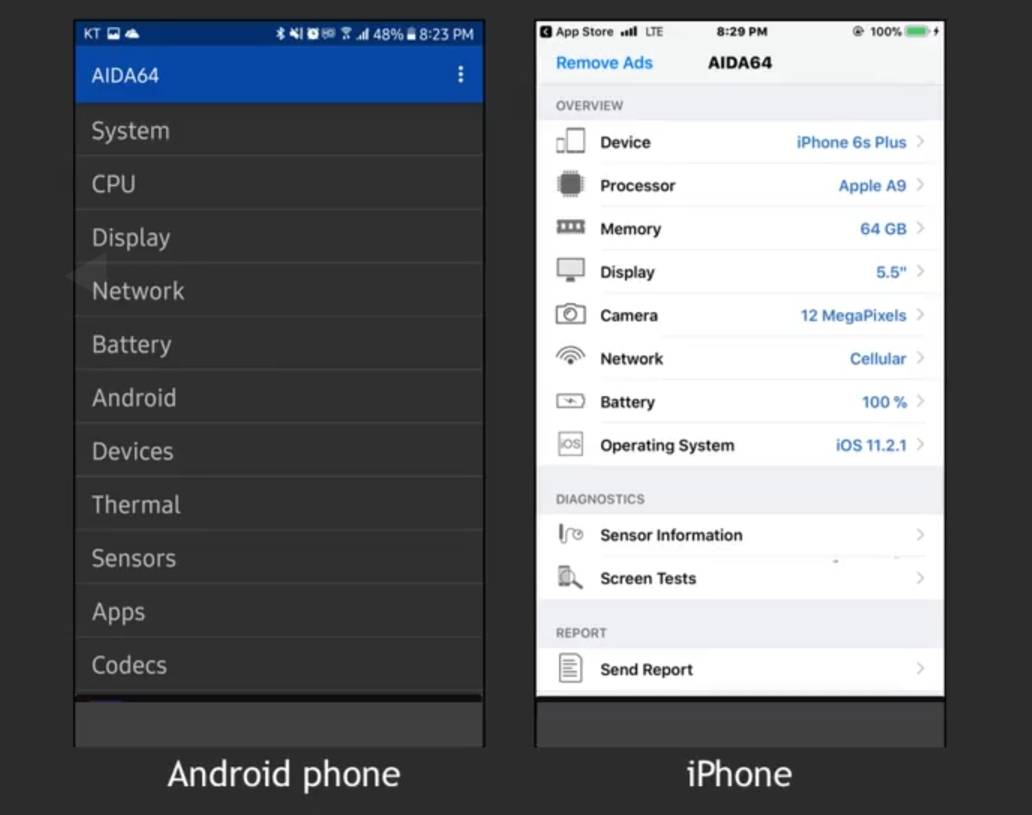 KT 48% 8:23 PM
AIDA64
System
CPU
Display
Network
Battery
Android
Devices
Thermal
Sensors
Apps
Codecs
Android phone
App Store LTE 8:29 PM 100%
Remove Ads AIDA64
OVERVIEW
Device iPhone 6s Plus
Processor Apple A9
Memory 64 GB
Display 5.5"
Camera 12 MegaPixels
Network Cellular
Battery 100 %
iOS Operating System iOS 11.2.1
DIAGNOSTICS
Sensor Information
Screen Tests
REPORT
Send Report
iPhone